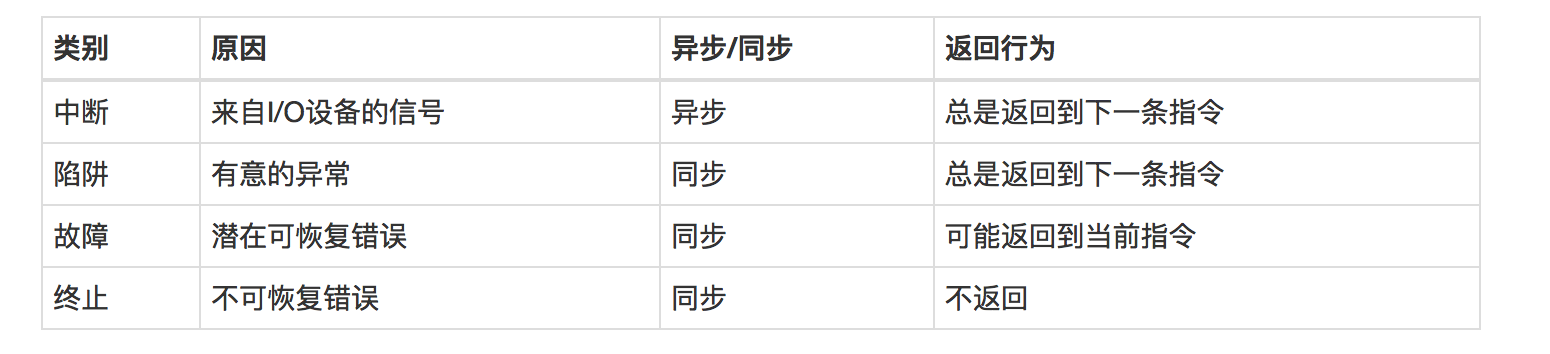 类别 原因 异步/同步 返回行为
中断 来自I/O设备的信号 异步 总是返回到下一条指令
陷阱 有意的异常 同步 总是返回到下一条指令
故障 潜在可恢复错误 同步 可能返回到当前指令
终止 不可恢复错误 同步 不返回